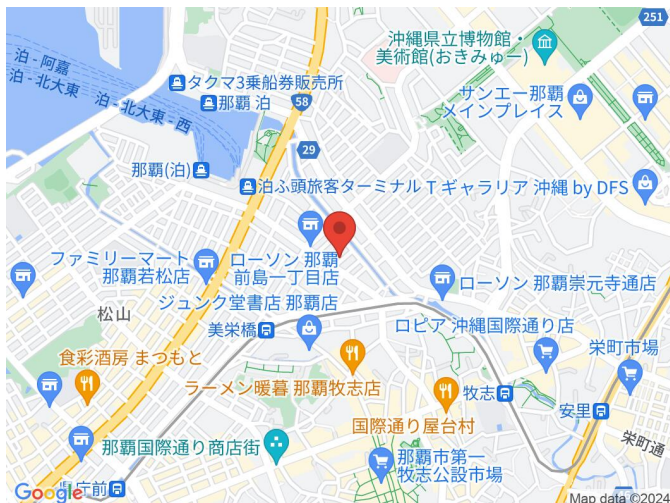 251
沖縄県立博物館・
美術館(おきみゅー)
泊 - 阿嘉
泊 - 北大東
泊 - 北大東 - 西
タクマ3乗船券販売所
那覇 泊
58
サンエー那覇
メインプレイス
29
那覇(泊)
泊ふ頭旅客ターミナル
T ギャラリア 沖縄 by DFS
ファミリーマート
那覇若松店
ローソン 那覇
前島一丁目店
ローソン 那覇崇元寺通店
松山
ジュンク堂書店 那覇店
美栄橋
ロピア 沖縄国際通り店
栄町市場
食彩酒房 まつもと
ラーメン暖暮 那覇牧志店
牧志
安里
国際通り屋台村
栄町通
那覇国際通り商店街
那覇市第一
牧志公設市場
県庁前
Google
Map data ©2024